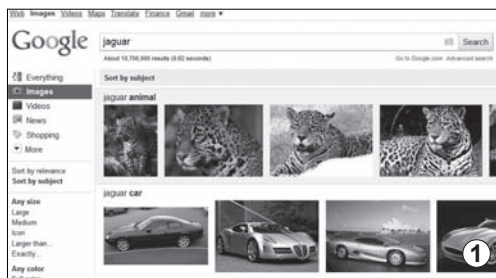 Web Images Videos Maps Translate Finance Gmail more ▼
Google
jaguar
Search
About 10,700,000 results (0.02 seconds)
Go to Google.com Advanced search
Everything
Images
Videos
News
Shopping
More
Sort by relevance
Sort by subject
Any size
Large
Medium
Icon
Larger than...
Exactly...
Any color
Sort by subject
jaguar animal
jaguar car
1